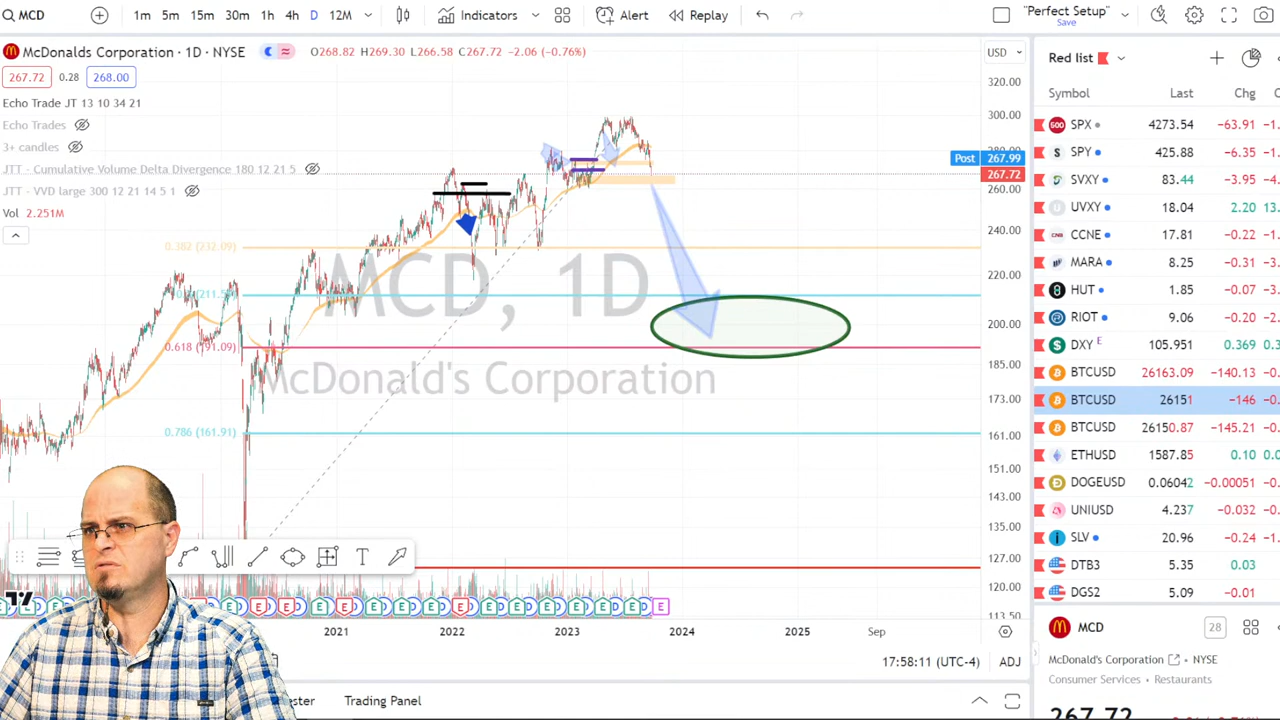 MCD
1m 5m 15m 30m 1h 4h D 12M
Indicators
Alert
Replay
"Perfect Setup"
Save
McDonalds Corporation · 1D · NYSE
O268.82 H269.30 L266.58 C267.72 −2.06 (−0.76%)
267.72 0.28 268.00
Echo Trade JT 13 10 34 21
Echo Trades
3+ candles
JTT - Cumulative Volume Delta Divergence 180 12 21 5
JTT - VVD large 300 12 21 14 5 1
Vol 2.251M
USD
320.00
300.00
280.00
Post 267.99
267.72
260.00
240.00
220.00
200.00
185.00
173.00
161.00
151.00
143.00
135.00
127.00
120.00
113.50
0.382 (232.09)
0.618 (191.09)
0.786 (161.91)
MCD, 1D
McDonald's Corporation
2021 2022 2023 2024 2025 Sep
17:58:11 (UTC-4) ADJ
Trading Panel
Red list
Symbol Last Chg
SPX 4273.54 −63.91
SPY 425.88 −6.35
SVXY 83.44 −3.95
UVXY 18.04 2.20
CCNE 17.81 −0.22
MARA 8.25 −0.31
HUT 1.85 −0.07
RIOT 9.06 −0.20
DXY E 105.951 0.369
BTCUSD 26163.09 −140.13
BTCUSD 26151 −146
BTCUSD 26150.87 −145.21
ETHUSD 1587.85 0.10
DOGEUSD 0.06042 −0.00051
UNIUSD 4.237 −0.032
SLV 20.96 −0.24
DTB3 5.35 0.03
DGS2 5.09 −0.01
MCD
28
McDonald's Corporation NYSE
Consumer Services • Restaurants
267.72